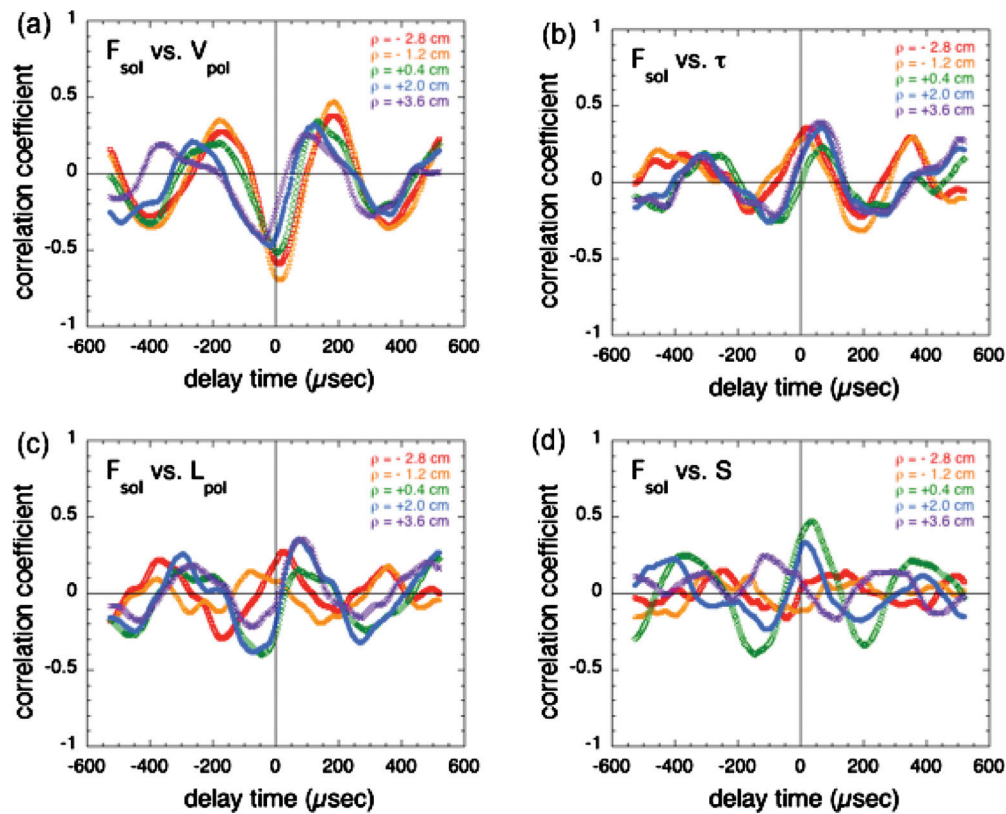 (a)
F_sol vs. V_pol
ρ = - 2.8 cm
ρ = - 1.2 cm
ρ = +0.4 cm
ρ = +2.0 cm
ρ = +3.6 cm
1
0.5
0
-0.5
-1
correlation coefficient
-600 -400 -200 0 200 400 600
delay time (μsec)
(b)
F_sol vs. τ
ρ = - 2.8 cm
ρ = - 1.2 cm
ρ = +0.4 cm
ρ = +2.0 cm
ρ = +3.6 cm
1
0.5
0
-0.5
-1
correlation coefficient
-600 -400 -200 0 200 400 600
delay time (μsec)
(c)
F_sol vs. L_pol
ρ = - 2.8 cm
ρ = - 1.2 cm
ρ = +0.4 cm
ρ = +2.0 cm
ρ = +3.6 cm
1
0.5
0
-0.5
-1
correlation coefficient
-600 -400 -200 0 200 400 600
delay time (μsec)
(d)
F_sol vs. S
ρ = - 2.8 cm
ρ = - 1.2 cm
ρ = +0.4 cm
ρ = +2.0 cm
ρ = +3.6 cm
1
0.5
0
-0.5
-1
correlation coefficient
-600 -400 -200 0 200 400 600
delay time (μsec)